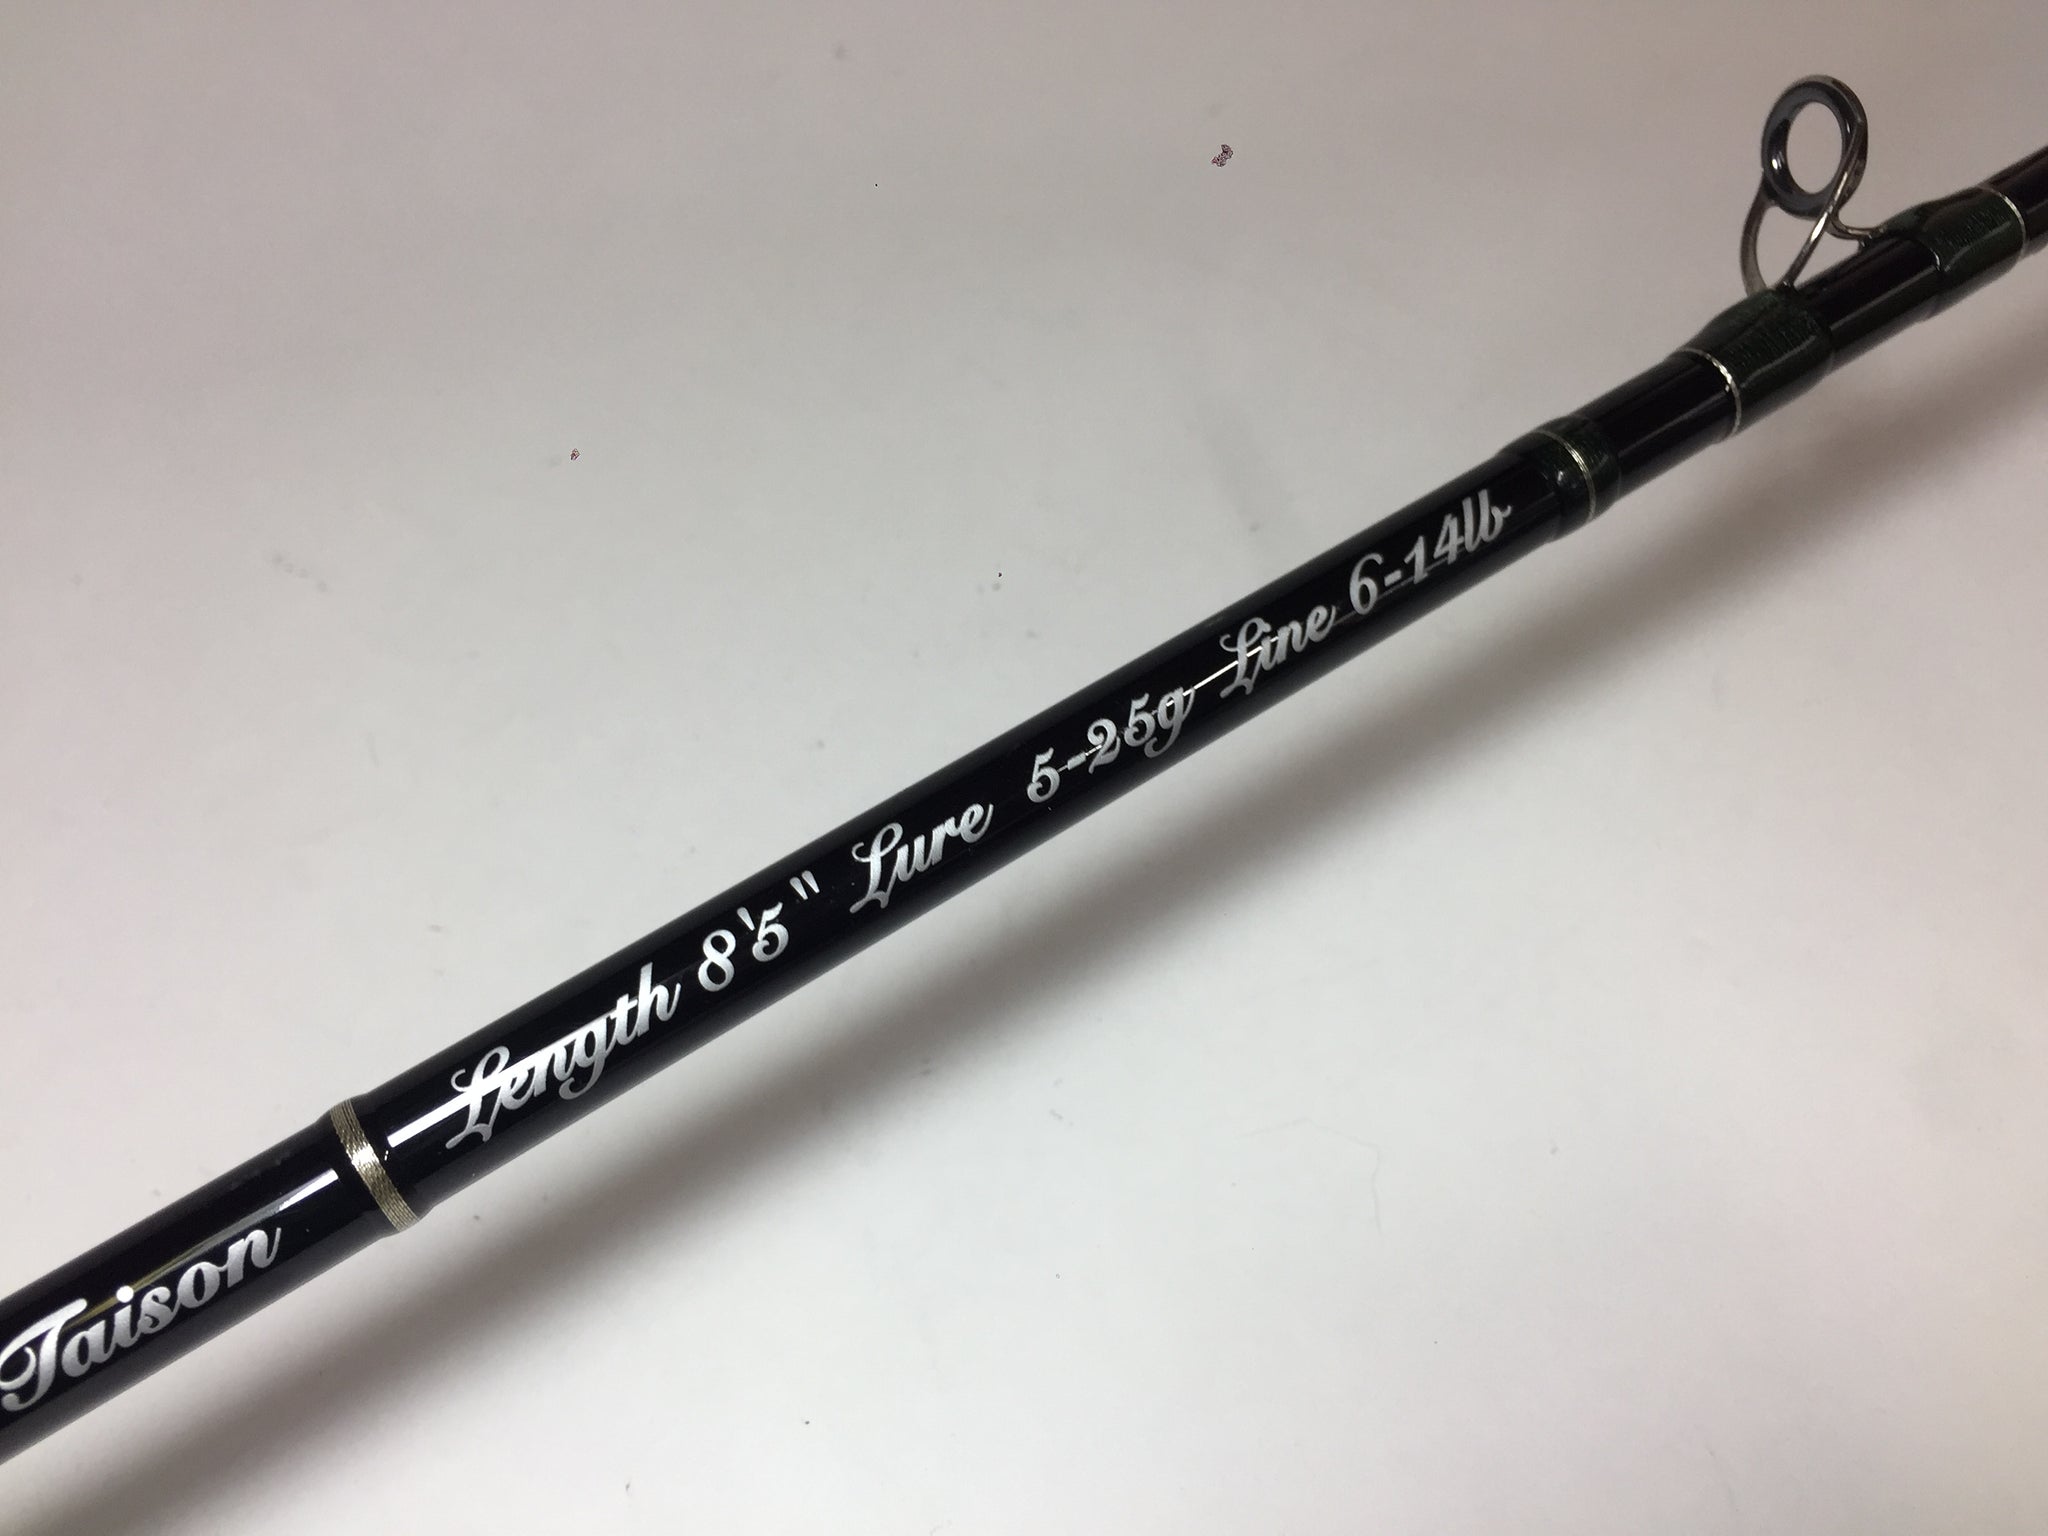 Taison
Length 8'5" Lure 5-25g Line 6-14lb